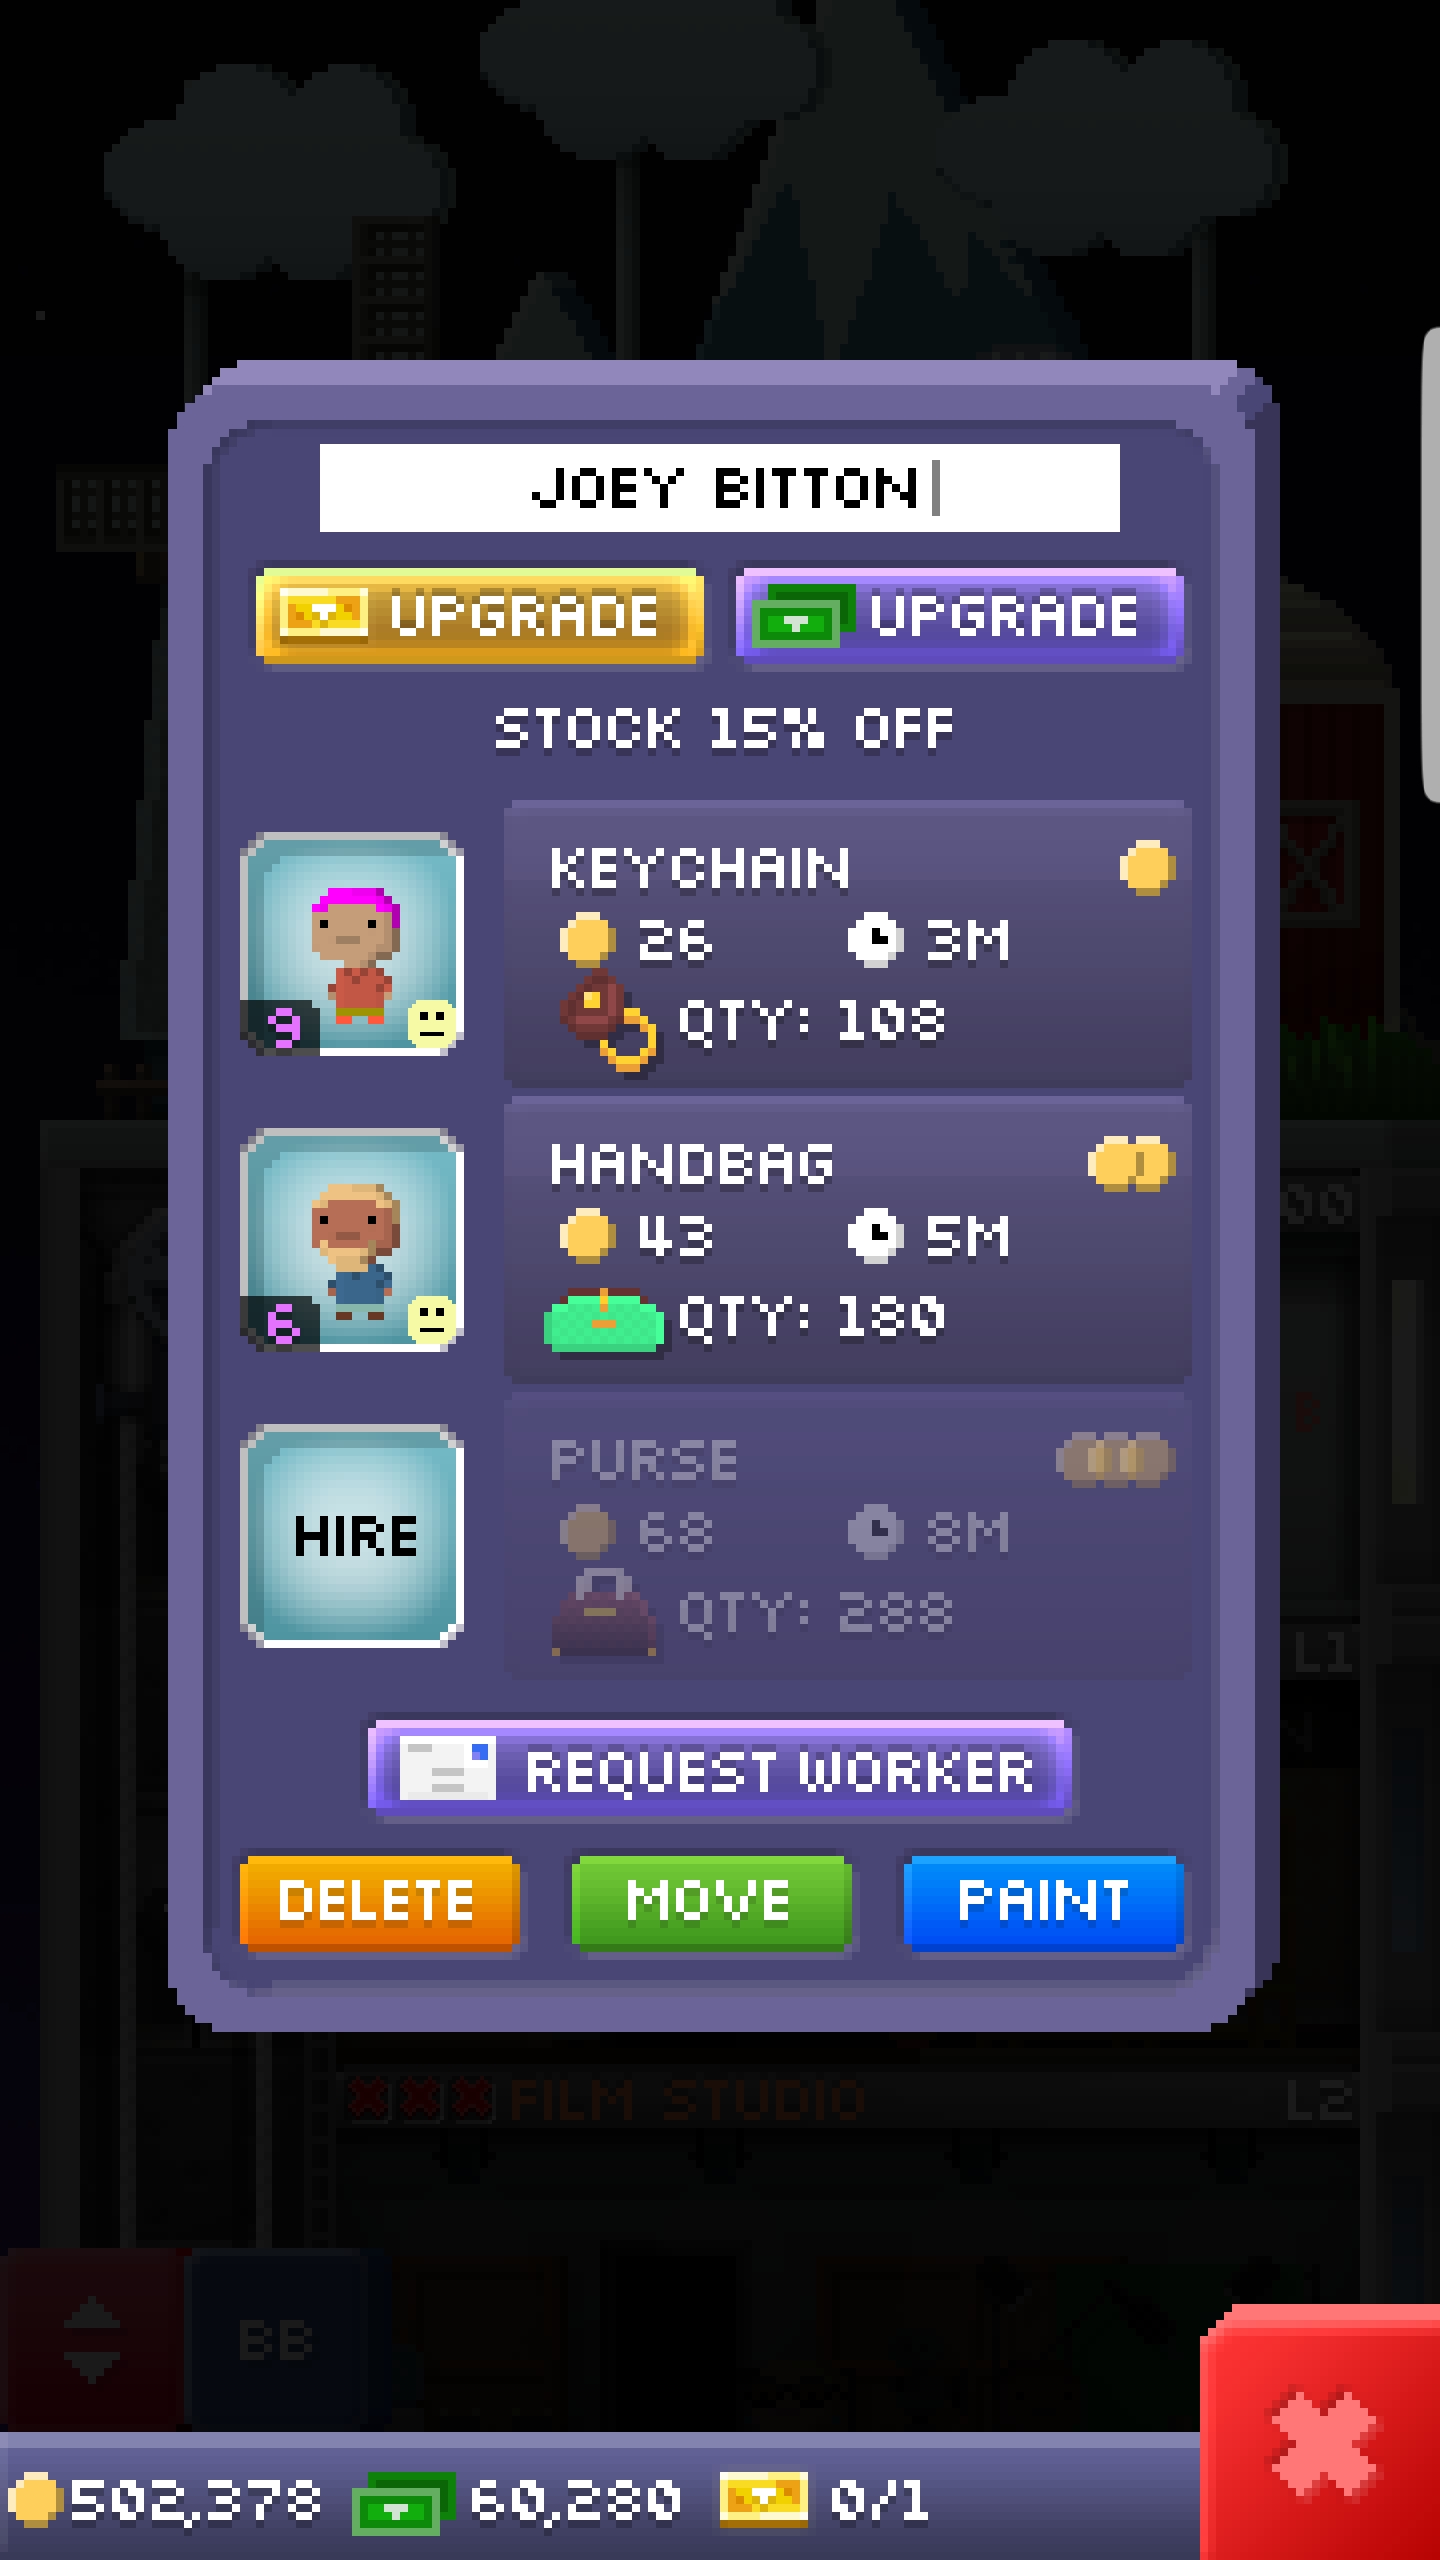 JOEY BITTON
UPGRADE UPGRADE
STOCK 15% OFF
KEYCHAIN
26 3M
9
QTY: 108
HANDBAG
43 5M
6
QTY: 180
HIRE
PURSE
68 8M
QTY: 288
REQUEST WORKER
DELETE MOVE PAINT
FILM STUDIO L2
BB
502,378 60,280 0/1